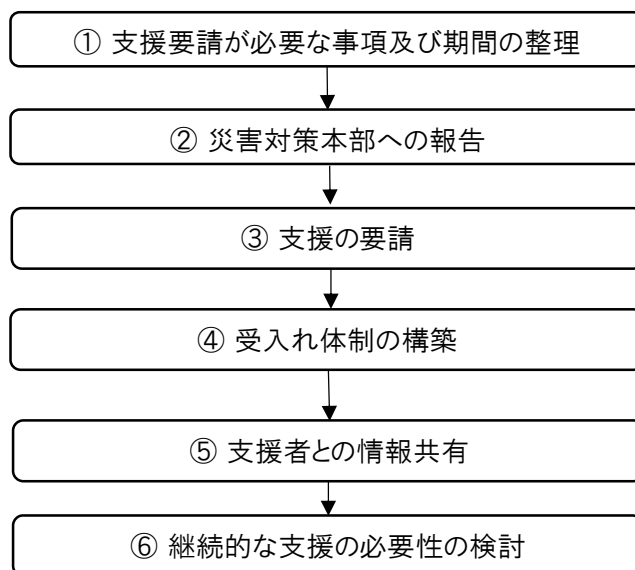 ① 支援要請が必要な事項及び期間の整理
② 災害対策本部への報告
③ 支援の要請
④ 受入れ体制の構築
⑤ 支援者との情報共有
⑥ 継続的な支援の必要性の検討